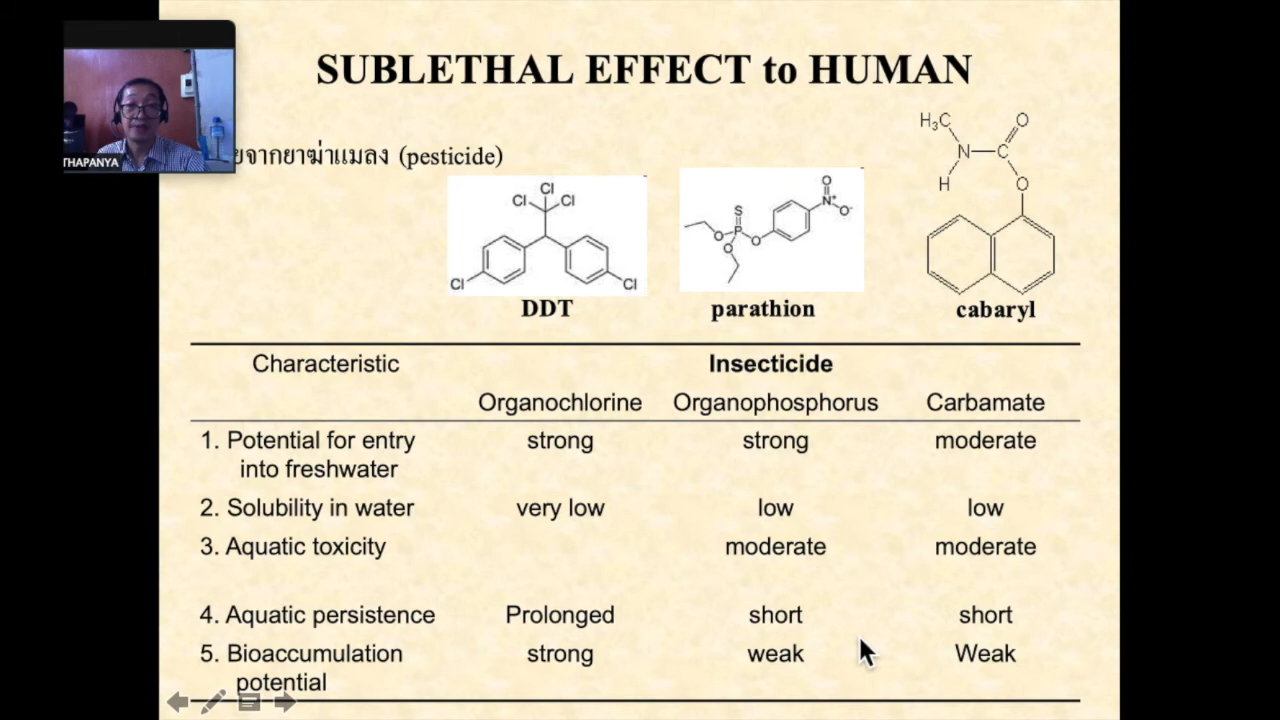 SUBLETHAL EFFECT to HUMAN
THAPANYA
ยจากยาฆ่าแมลง (pesticide)
Cl
Cl Cl
Cl Cl
DDT
S
P
O
O
O
O
N+
O-
parathion
H3C O
N C
H O
cabaryl
Characteristic Insecticide
Organochlorine Organophosphorus Carbamate
1. Potential for entry strong strong moderate
into freshwater
2. Solubility in water very low low low
3. Aquatic toxicity moderate moderate
4. Aquatic persistence Prolonged short short
5. Bioaccumulation strong weak Weak
potential